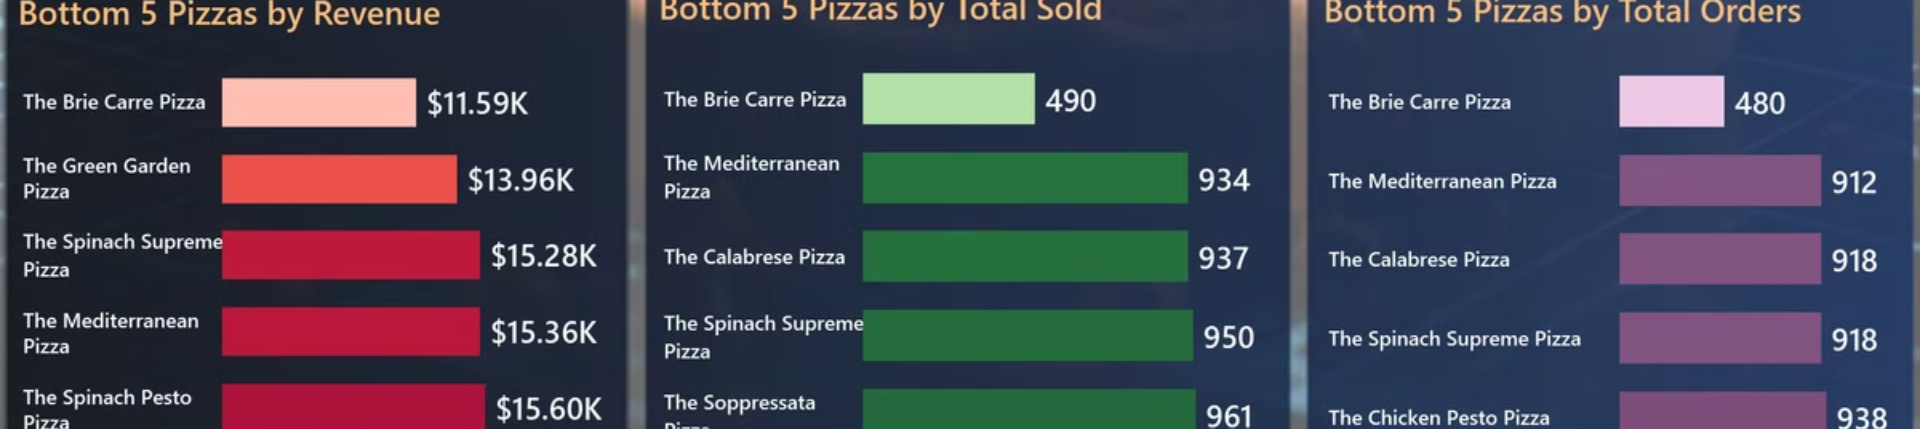 Bottom 5 Pizzas by Revenue
The Brie Carre Pizza
$11.59K
The Green Garden
Pizza
$13.96K
The Spinach Supreme
Pizza
$15.28K
The Mediterranean
Pizza
$15.36K
The Spinach Pesto
Pizza
$15.60K
Bottom 5 Pizzas by Total Sold
The Brie Carre Pizza
490
The Mediterranean
Pizza
934
The Calabrese Pizza
937
The Spinach Supreme
Pizza
950
The Soppressata
Pizza
961
Bottom 5 Pizzas by Total Orders
The Brie Carre Pizza
480
The Mediterranean Pizza
912
The Calabrese Pizza
918
The Spinach Supreme Pizza
918
The Chicken Pesto Pizza
938